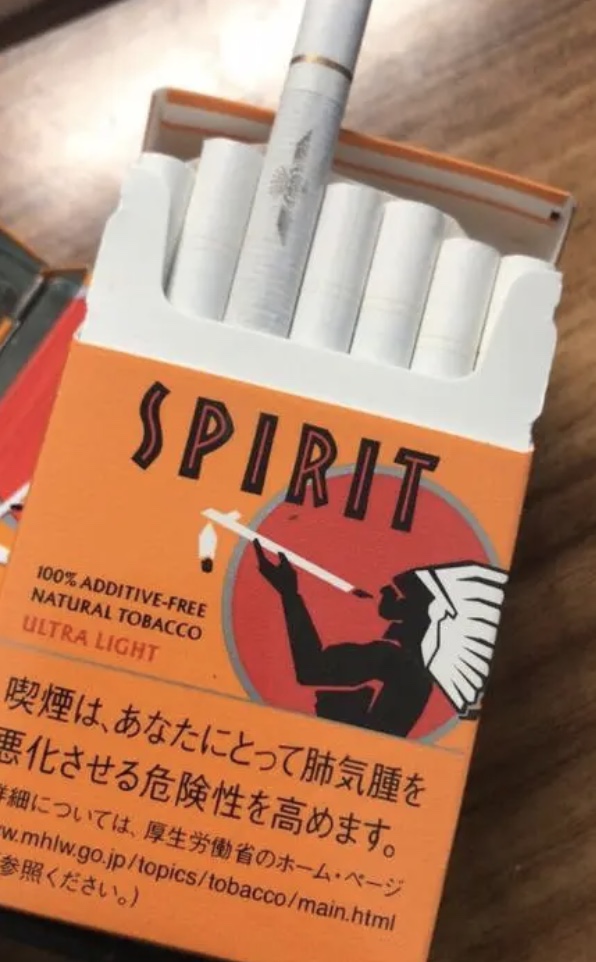 SPIRIT
100% ADDITIVE-FREE
NATURAL TOBACCO
ULTRA LIGHT
喫煙は、あなたにとって肺気腫を
悪化させる危険性を高めます。
細については、厚生労働省のホーム・ページ
w.mhlw.go.jp/topics/tobacco/main.html
参照ください。)